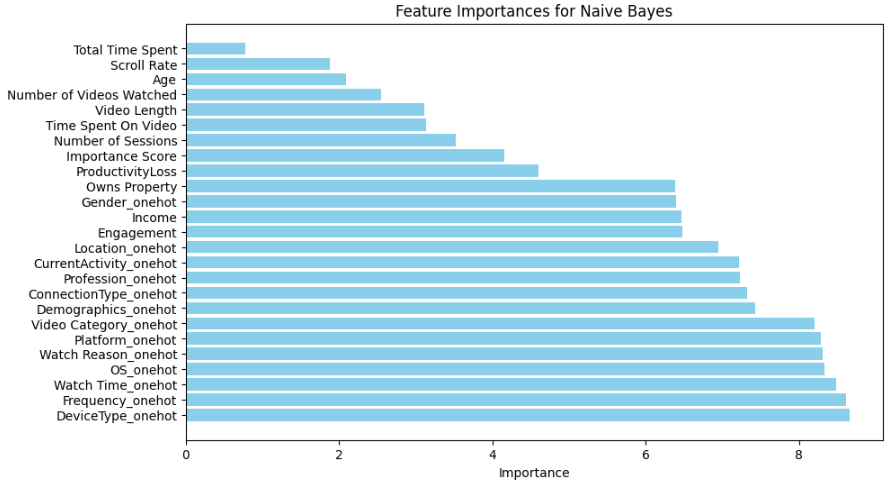 Feature Importances for Naive Bayes
Total Time Spent
Scroll Rate
Age
Number of Videos Watched
Video Length
Time Spent On Video
Number of Sessions
Importance Score
ProductivityLoss
Owns Property
Gender_onehot
Income
Engagement
Location_onehot
CurrentActivity_onehot
Profession_onehot
ConnectionType_onehot
Demographics_onehot
Video Category_onehot
Platform_onehot
Watch Reason_onehot
OS_onehot
Watch Time_onehot
Frequency_onehot
DeviceType_onehot
0 2 4 6 8
Importance